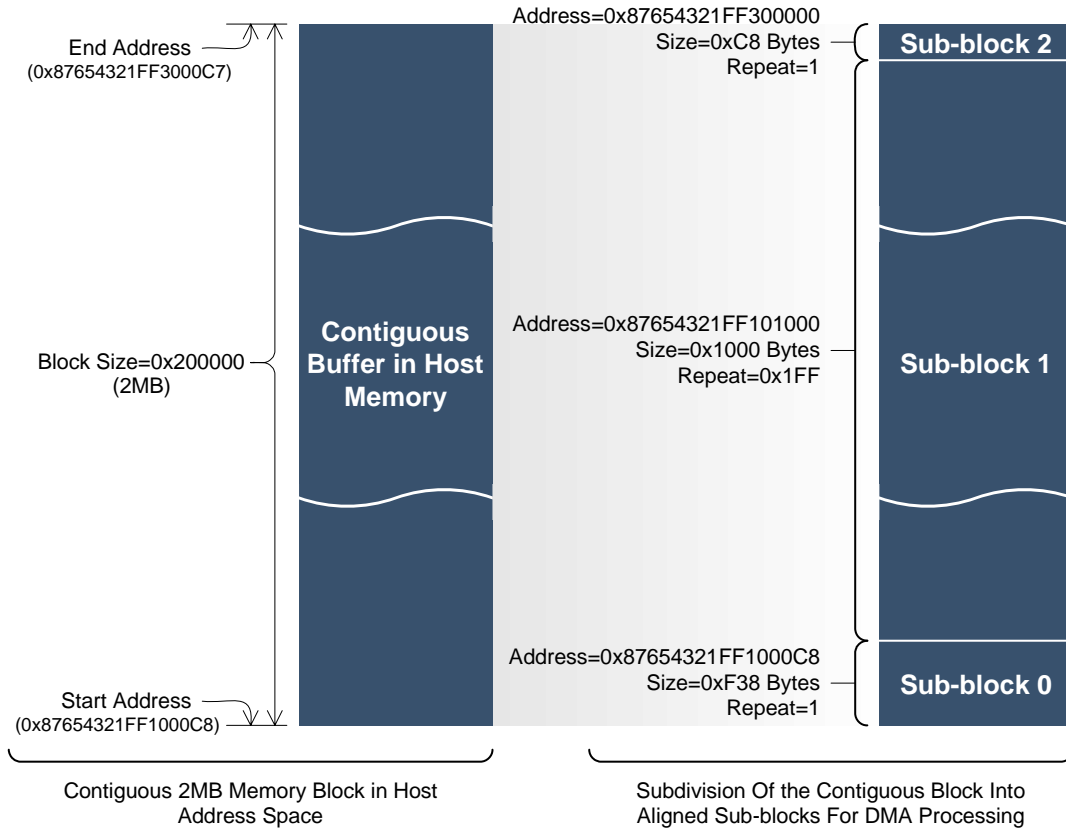 End Address
(0x87654321FF3000C7)
Block Size=0x200000
(2MB)
Start Address
(0x87654321FF1000C8)
Contiguous
Buffer in Host
Memory
Address=0x87654321FF300000
Size=0xC8 Bytes
Repeat=1
Address=0x87654321FF101000
Size=0x1000 Bytes
Repeat=0x1FF
Address=0x87654321FF1000C8
Size=0xF38 Bytes
Repeat=1
Sub-block 2
Sub-block 1
Sub-block 0
Contiguous 2MB Memory Block in Host
Address Space
Subdivision Of the Contiguous Block Into
Aligned Sub-blocks For DMA Processing